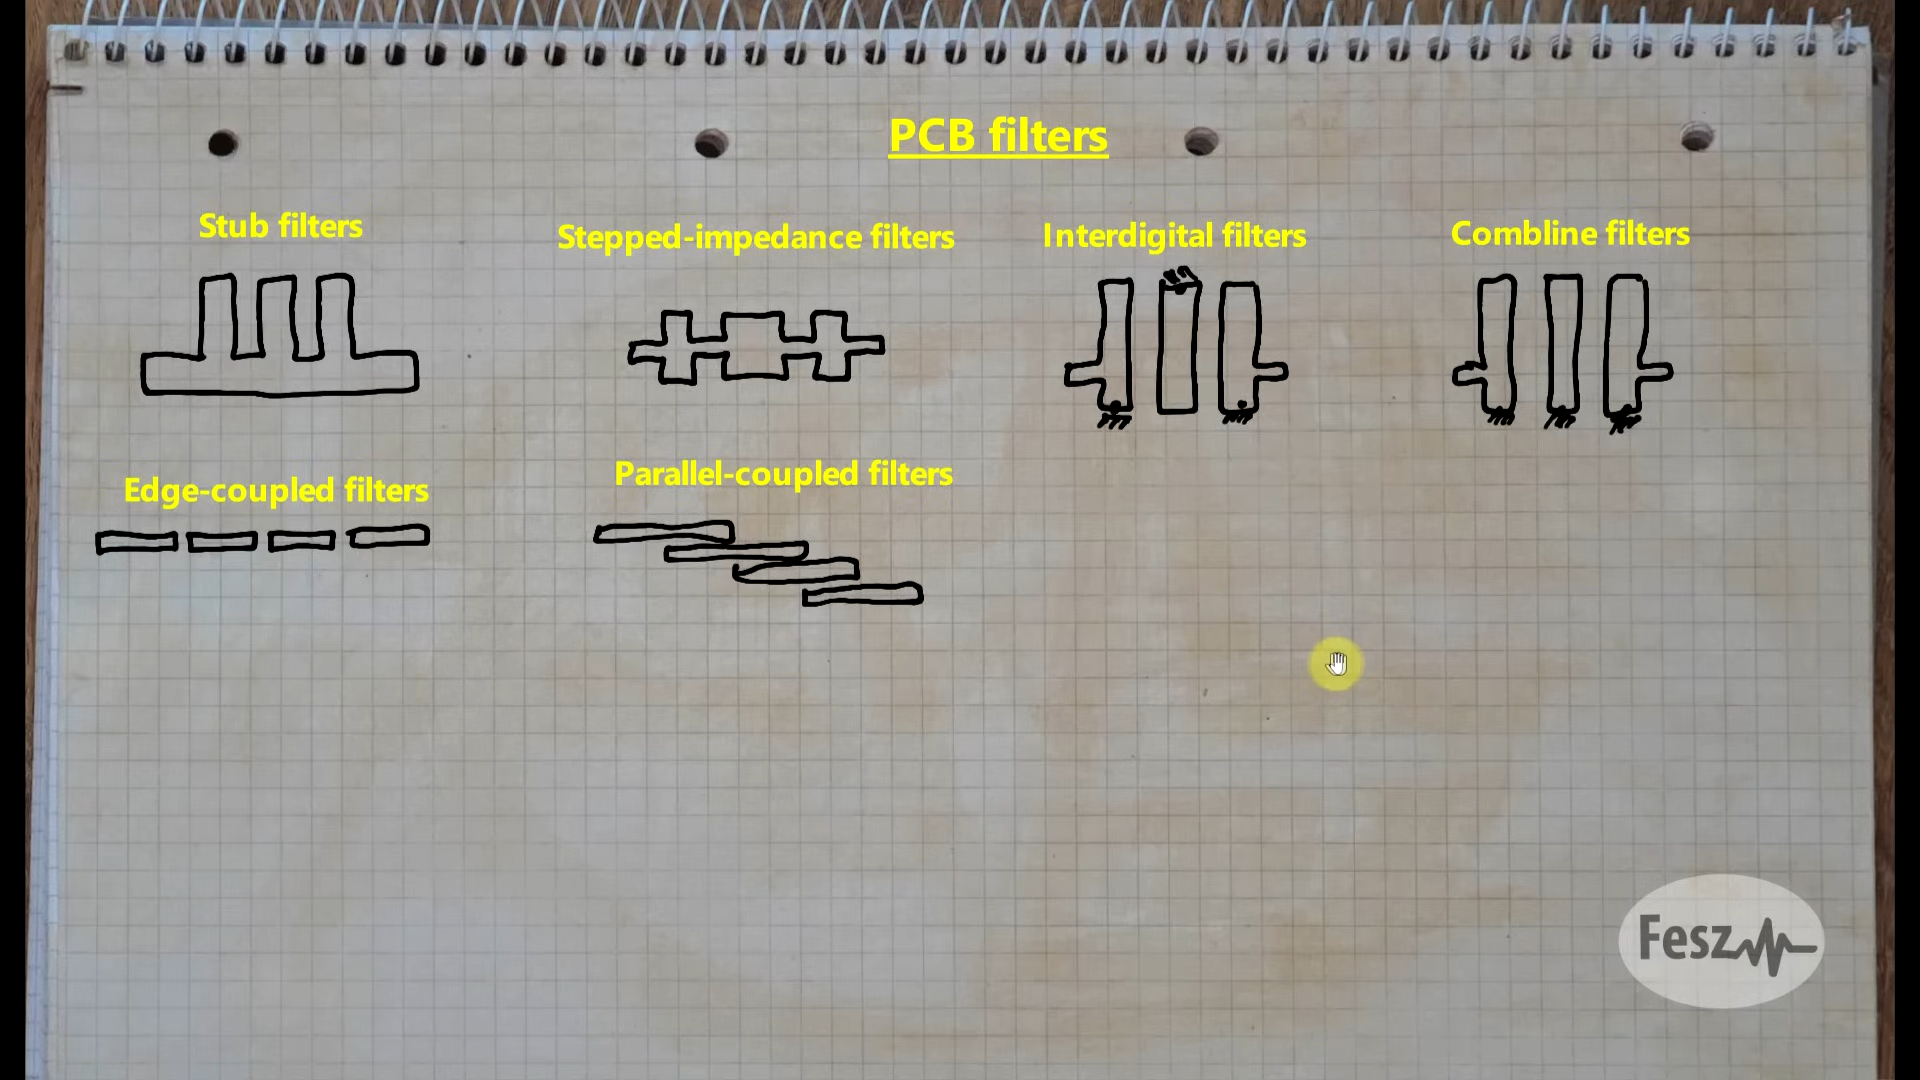 PCB filters
Stub filters
Stepped-impedance filters
Interdigital filters
Combline filters
Edge-coupled filters
Parallel-coupled filters
Fesz